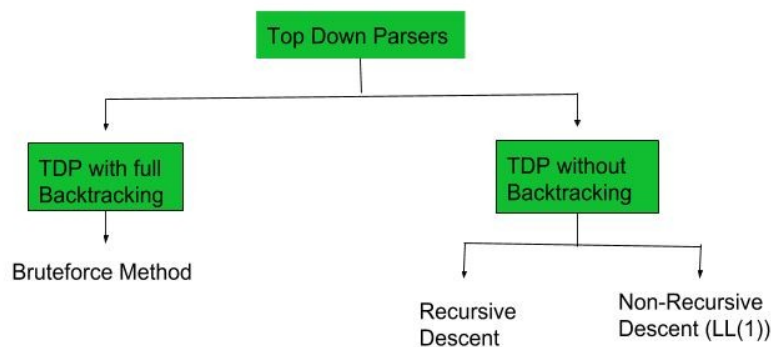 Top Down Parsers
TDP with full
Backtracking
TDP without
Backtracking
Bruteforce Method
Recursive
Descent
Non-Recursive
Descent (LL(1))